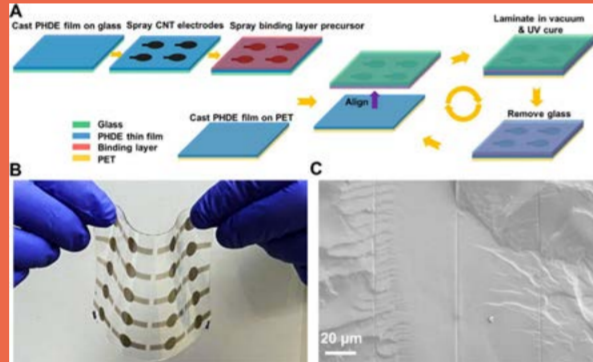 A
Cast PHDE film on glass
Spray CNT electrodes
Spray binding layer precursor
Laminate in vacuum
& UV cure
Align
Cast PHDE film on PET
Remove glass
Glass
PHDE thin film
Binding layer
PET
B
C
20 µm